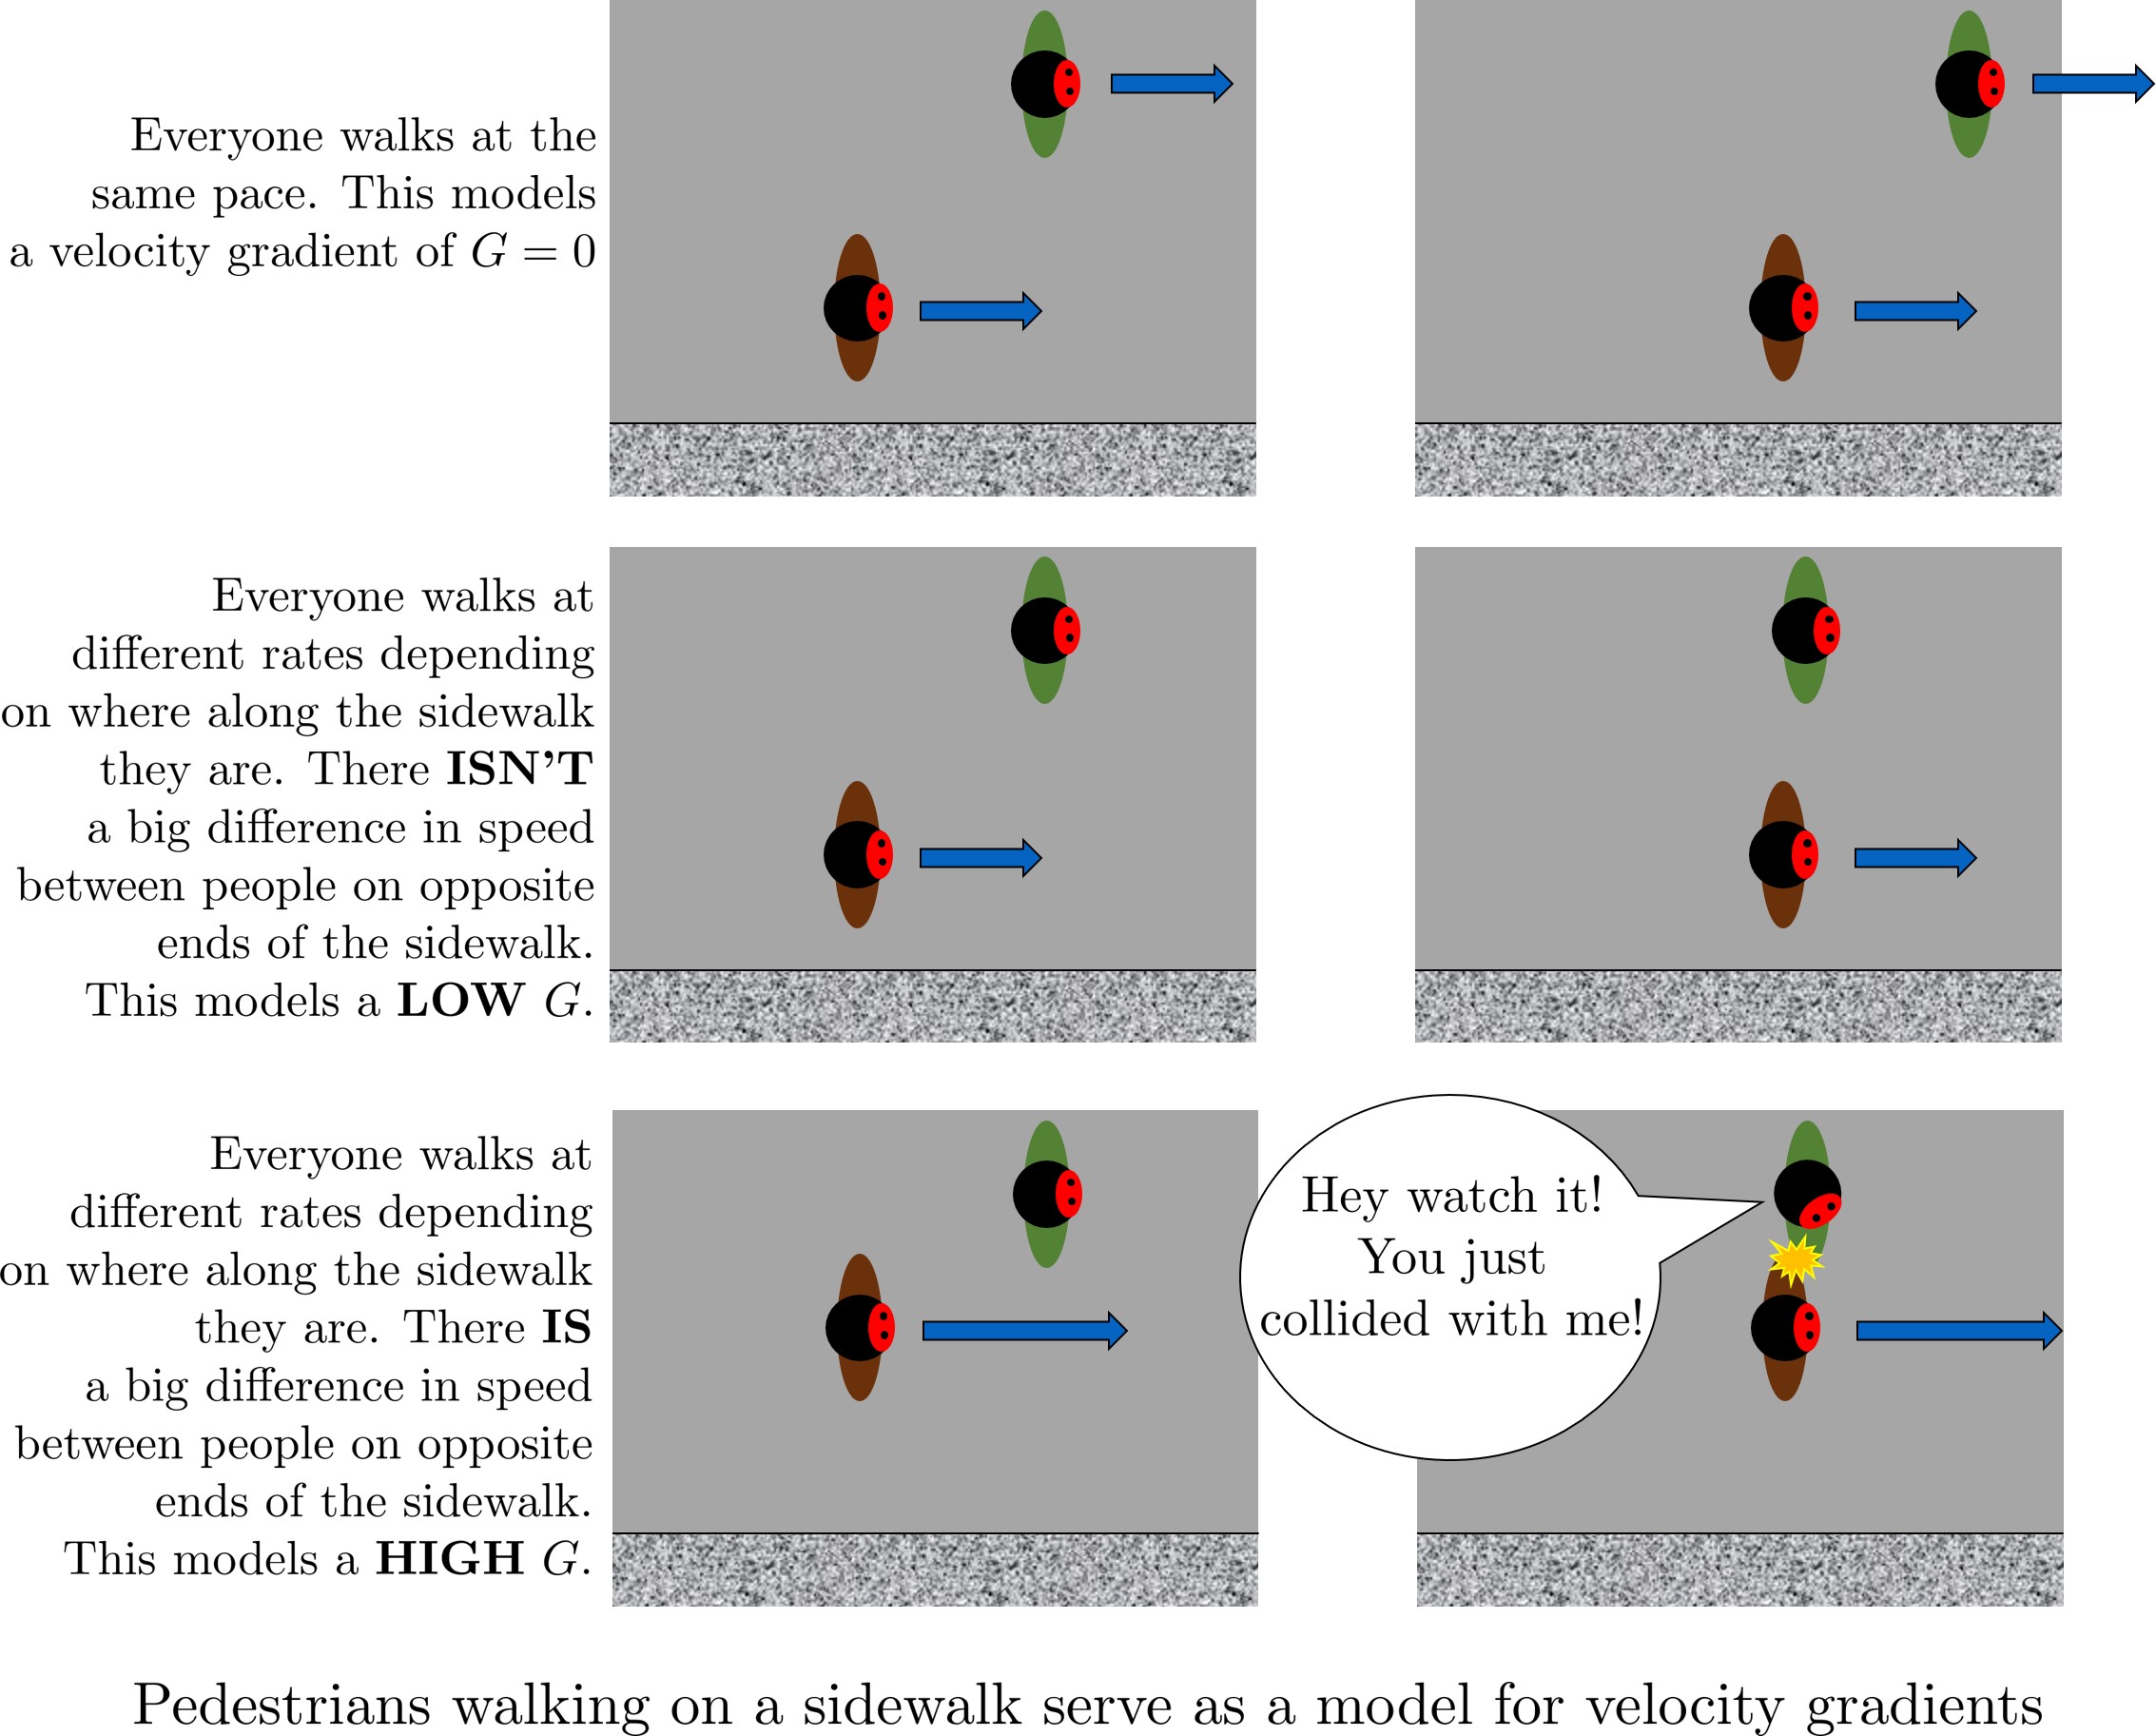 Everyone walks at the
same pace. This models
a velocity gradient of G = 0
Everyone walks at
different rates depending
on where along the sidewalk
they are. There ISN'T
a big difference in speed
between people on opposite
ends of the sidewalk.
This models a LOW G.
Everyone walks at
different rates depending
on where along the sidewalk
they are. There IS
a big difference in speed
between people on opposite
ends of the sidewalk.
This models a HIGH G.
Hey watch it!
You just
collided with me!
Pedestrians walking on a sidewalk serve as a model for velocity gradients